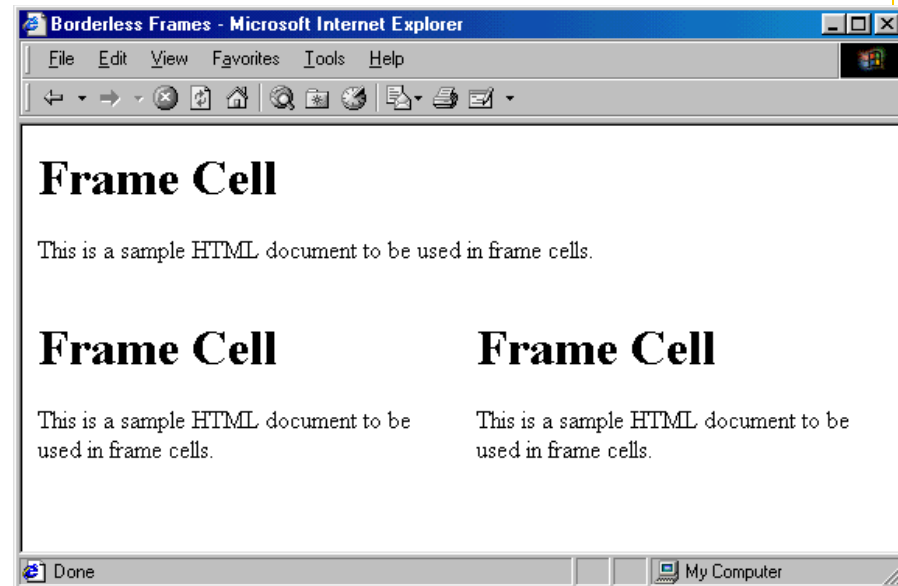 Borderless Frames - Microsoft Internet Explorer
File Edit View Favorites Tools Help
Frame Cell
This is a sample HTML document to be used in frame cells.
Frame Cell
This is a sample HTML document to be
used in frame cells.
Frame Cell
This is a sample HTML document to be
used in frame cells.
Done
My Computer